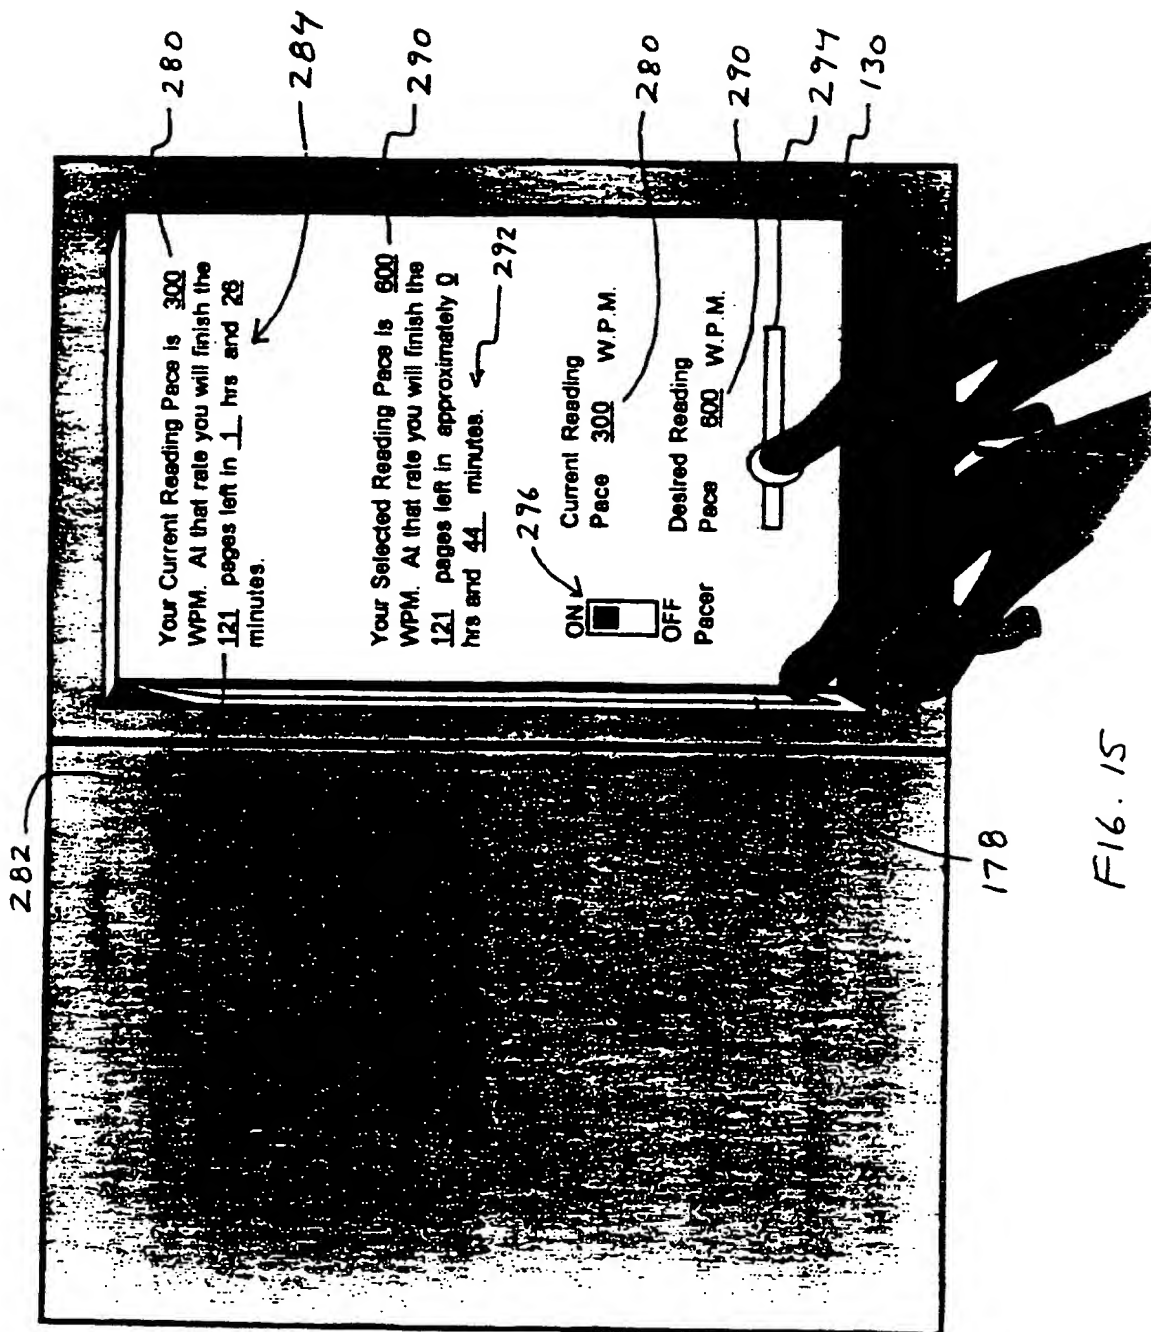 282
Your Current Reading Pace is 300
WPM. At that rate you will finish the
121 pages left in 1 hrs and 26
minutes.
280
284
Your Selected Reading Pace is 600
WPM. At that rate you will finish the
121 pages left in approximately 0
hrs and 44 minutes.
290
292
296
ON
OFF
Pacer
Current Reading
Pace 300 W.P.M.
280
Desired Reading
Pace 600 W.P.M.
290
294
130
178
FIG. 15